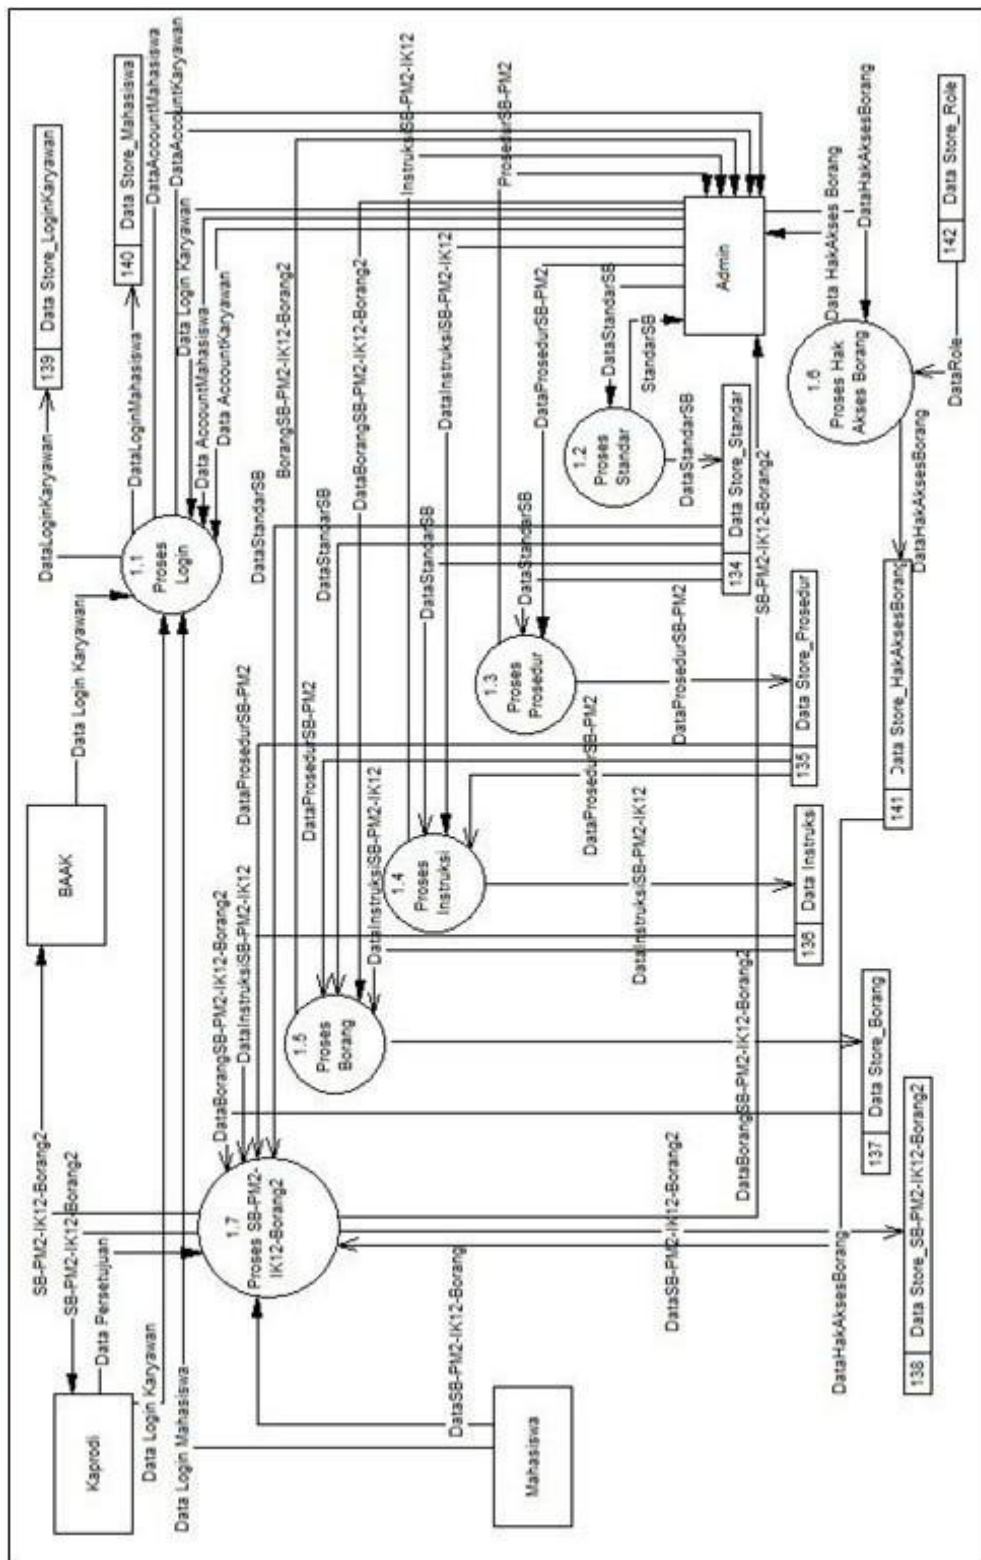 139
Data Store_LoginKaryawan
140
Data Store_Mahasiswa
DataLoginKaryawan
DataLoginMahasiswa
DataAccountMahasiswa
DataAccountKaryawan
1.1
Proses
Login
Data Login Karyawan
Data AccountMahasiswa
Data AccountKaryawan
InstruksiSB-PM2-IK12
ProsedurSB-PM2
Data Login Karyawan
BAAK
DataStandarSB
BorangSB-PM2-IK12-Borang2
DataStandarSB
DataBorangSB-PM2-IK12-Borang2
DataInstruksiSB-PM2-IK12
DataStandarSB
DataProsedurSB-PM2
DataStandarSB
DataStandarSB
StandarSB
Admin
1.2
Proses
Standar
DataStandarSB
134
Data Store_Standar
SB-PM2-IK12-Borang2
Data HakAkses Borang
DataHakAksesBorang
142
Data Store_Role
DataRole
1.6
Proses Hak
Akses Borang
DataHakAksesBorang
141
Data Store_HakAksesBorang
1.3
Proses
Prosedur
DataProsedurSB-PM2
135
Data Store_Prosedur
DataProsedurSB-PM2
DataProsedurSB-PM2
DataProsedurSB-PM2
1.4
Proses
Instruksi
DataInstruksiSB-PM2-IK12
DataInstruksiSB-PM2-IK12
136
Data Instruksi
DataInstruksiSB-PM2-IK12
DataBorangSB-PM2-IK12-Borang2
1.5
Proses
Borang
DataBorangSB-PM2-IK12-Borang2
137
Data Store_Borang
SB-PM2-IK12-Borang2
SB-PM2-IK12-Borang2
Data Persetujuan
1.7
Proses SB-PM2-
IK12-Borang2
DataSB-PM2-IK12-Borang2
138
Data Store_SB-PM2-IK12-Borang2
DataHakAksesBorang
DataSB-PM2-IK12-Borang
Kaprodi
Data Login Karyawan
Data Login Mahasiswa
Mahasiswa